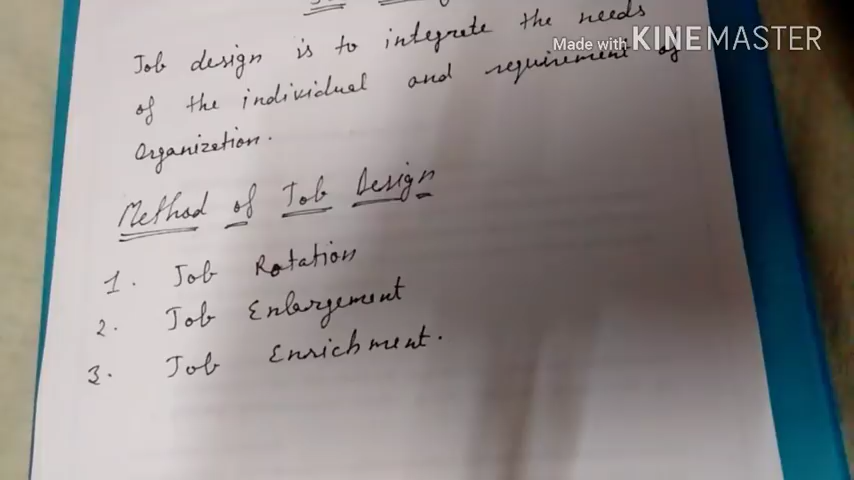 Job design is to integrate the needs
of the individual and requirement of
Organization.
Method of Job Design
1. Job Rotation
2. Job Enlargement
3. Job Enrichment.
Made with KINEMASTER